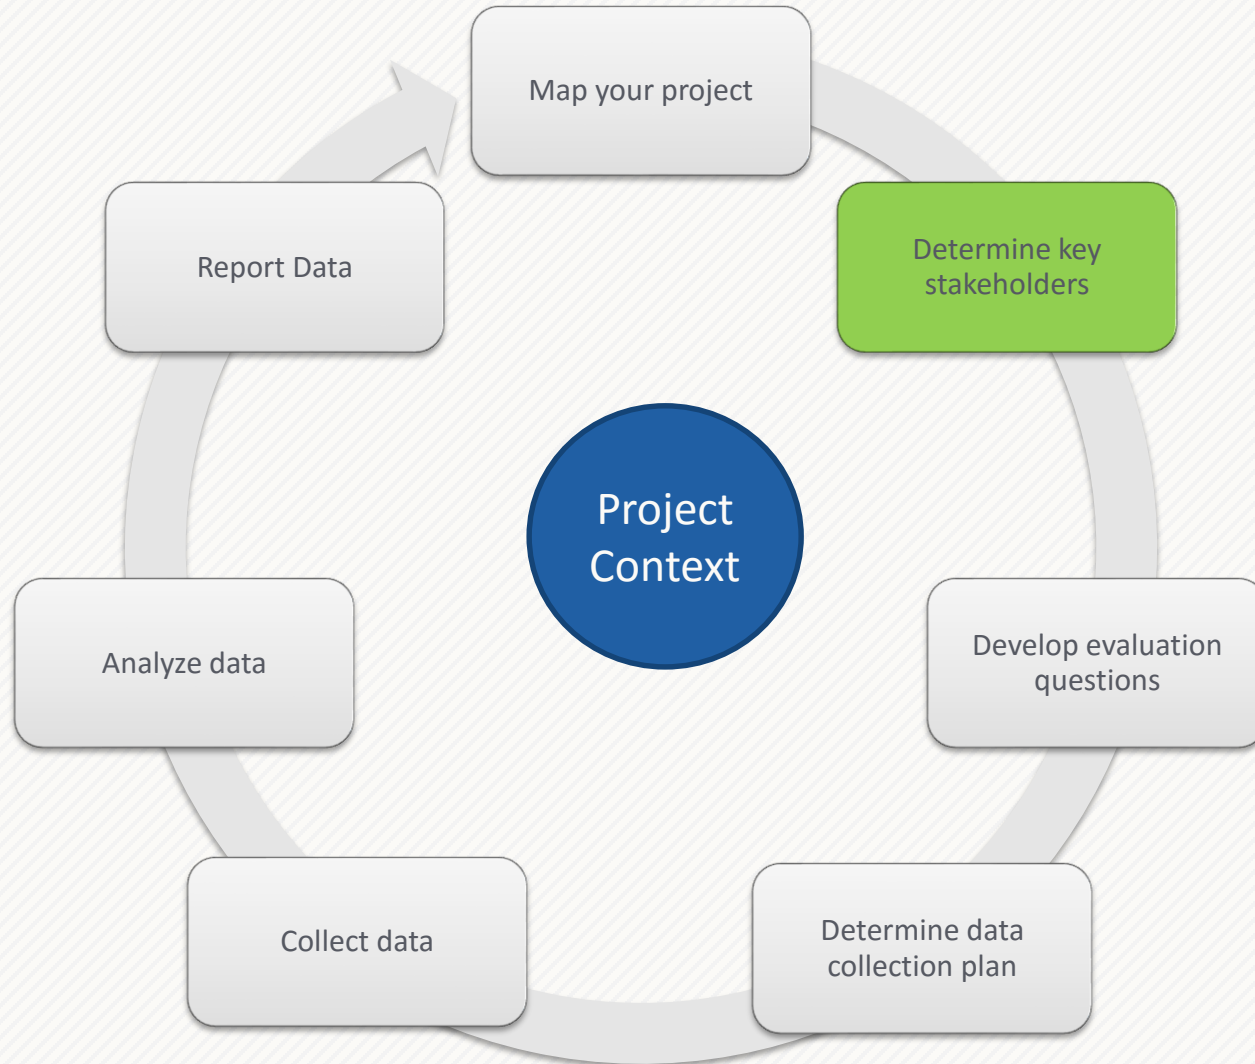 Map your project
Determine key
stakeholders
Develop evaluation
questions
Determine data
collection plan
Collect data
Analyze data
Report Data
Project
Context